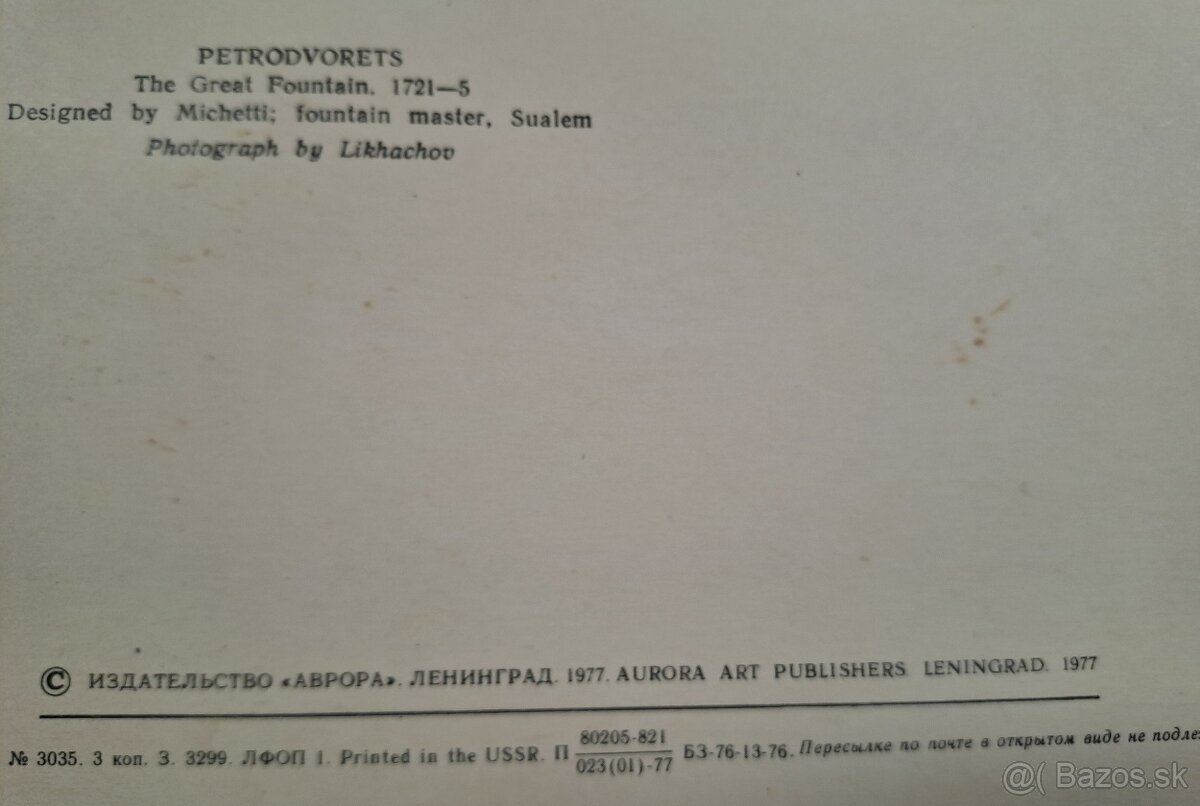 PETRODVORETS
The Great Fountain. 1721—5
Designed by Michetti; fountain master, Sualem
Photograph by Likhachov
© ИЗДАТЕЛЬСТВО «АВРОРА». ЛЕНИНГРАД. 1977. AURORA ART PUBLISHERS. LENINGRAD. 1977
№ 3035. 3 коп. З. 3299. ЛФОП 1. Printed in the USSR. П 80205-821 / 023(01)-77 БЗ-76-13-76. Пересылке по почте в открытом виде не подле
@( Bazos.sk